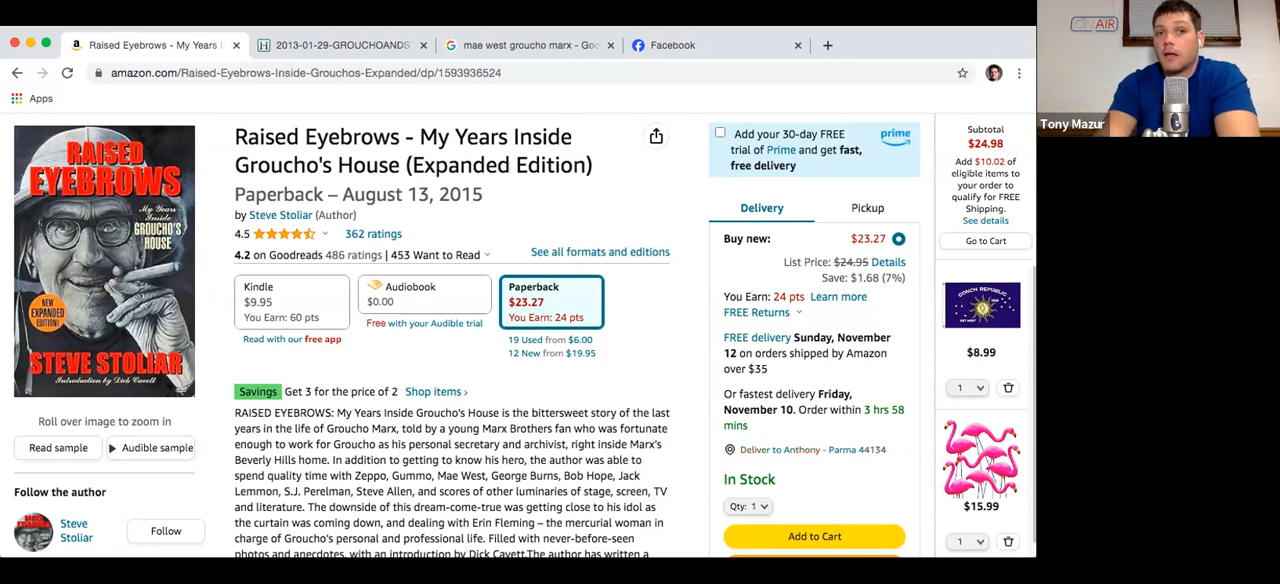 Raised Eyebrows - My Years I
2013-01-29-GROUCHOANDS
mae west groucho marx - Goo
Facebook
amazon.com/Raised-Eyebrows-Inside-Grouchos-Expanded/dp/1593936524
Apps
RAISED
EYEBROWS
My Years
Inside
GROUCHO'S
HOUSE
NEW
EXPANDED
EDITION!
STEVE STOLIAR
Introduction by Dick Cavett
Roll over image to zoom in
Read sample
Audible sample
Follow the author
Steve
Stoliar
Follow
Raised Eyebrows - My Years Inside
Groucho's House (Expanded Edition)
Paperback – August 13, 2015
by Steve Stoliar (Author)
4.5 362 ratings
4.2 on Goodreads 486 ratings | 453 Want to Read
See all formats and editions
Kindle
$9.95
You Earn: 60 pts
Read with our free app
Audiobook
$0.00
Free with your Audible trial
Paperback
$23.27
You Earn: 24 pts
19 Used from $6.00
12 New from $19.95
Savings Get 3 for the price of 2 Shop items
RAISED EYEBROWS: My Years Inside Groucho's House is the bittersweet story of the last
years in the life of Groucho Marx, told by a young Marx Brothers fan who was fortunate
enough to work for Groucho as his personal secretary and archivist, right inside Marx's
Beverly Hills home. In addition to getting to know his hero, the author was able to
spend quality time with Zeppo, Gummo, Mae West, George Burns, Bob Hope, Jack
Lemmon, S.J. Perelman, Steve Allen, and scores of other luminaries of stage, screen, TV
and literature. The downside of this dream-come-true was getting close to his idol as
the curtain was coming down, and dealing with Erin Fleming – the mercurial woman in
charge of Groucho's personal and professional life. Filled with never-before-seen
photos and anecdotes, with an introduction by Dick Cavett.The author has written a
Add your 30-day FREE
trial of Prime and get fast,
free delivery
prime
Delivery
Pickup
Buy new: $23.27
List Price: $24.95 Details
Save: $1.68 (7%)
You Earn: 24 pts Learn more
FREE Returns
FREE delivery Sunday, November
12 on orders shipped by Amazon
over $35
Or fastest delivery Friday,
November 10. Order within 3 hrs 58
mins
Deliver to Anthony - Parma 44134
In Stock
Qty: 1
Add to Cart
Subtotal
$24.98
Add $10.02 of
eligible items to
your order to
qualify for FREE
Shipping.
See details
Go to Cart
CONCH REPUBLIC
$8.99
1
$15.99
1
ON AIR
Tony Mazur